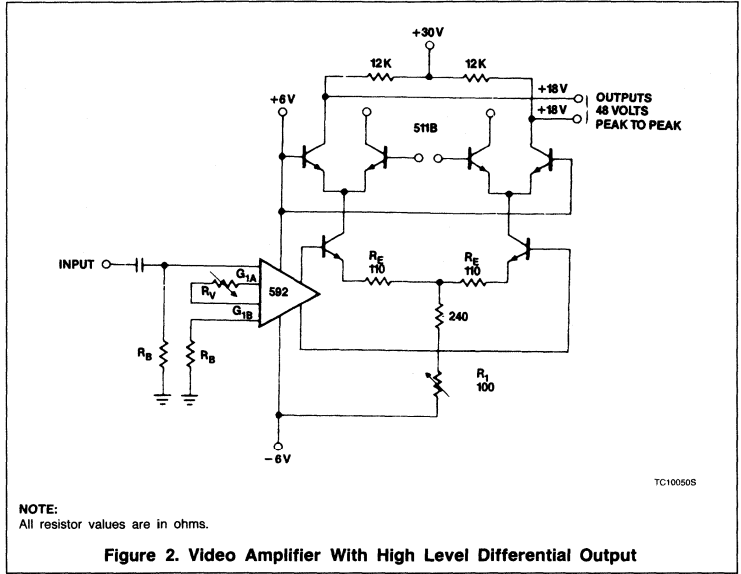 +30V
12K 12K
+6V
+18V
+18V
OUTPUTS
48 VOLTS
PEAK TO PEAK
511B
INPUT
G1A
RV
592
G1B
RE
110
RE
110
240
RB
RB
R1
100
−6V
TC10050S
NOTE:
All resistor values are in ohms.
Figure 2. Video Amplifier With High Level Differential Output